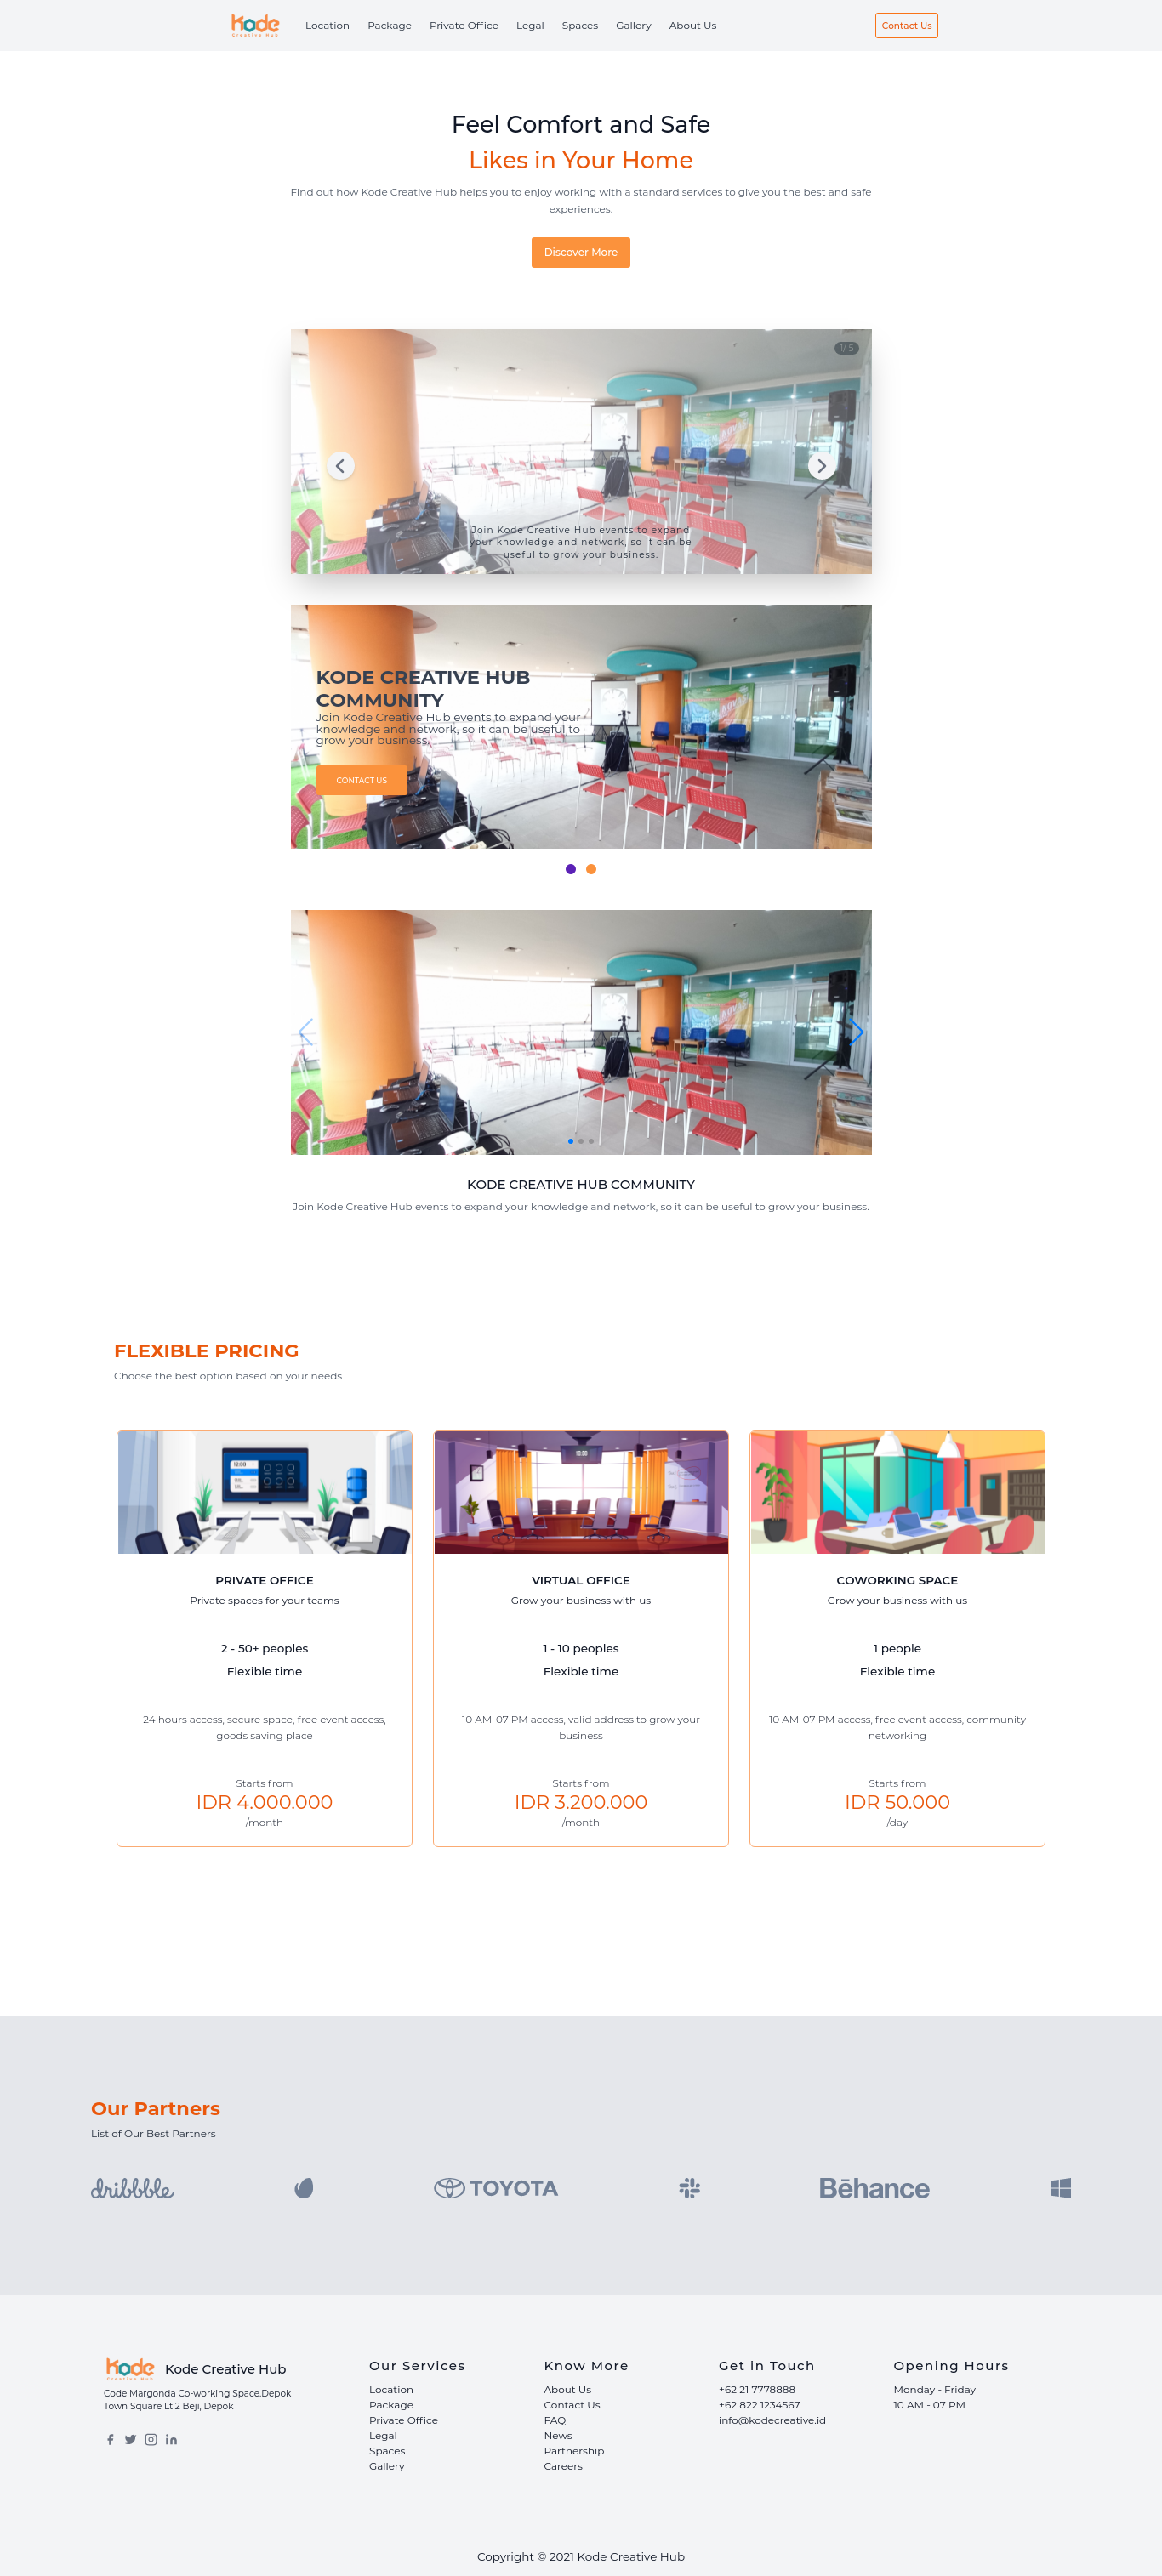 kode
Creative Hub
Location Package Private Office Legal Spaces Gallery About Us
Contact Us
Feel Comfort and Safe
Likes in Your Home
Find out how Kode Creative Hub helps you to enjoy working with a standard services to give you the best and safe
experiences.
Discover More
1/5
Join Kode Creative Hub events to expand
your knowledge and network, so it can be
useful to grow your business.
KODE CREATIVE HUB
COMMUNITY
Join Kode Creative Hub events to expand your
knowledge and network, so it can be useful to
grow your business.
CONTACT US
KODE CREATIVE HUB COMMUNITY
Join Kode Creative Hub events to expand your knowledge and network, so it can be useful to grow your business.
FLEXIBLE PRICING
Choose the best option based on your needs
PRIVATE OFFICE
Private spaces for your teams
2 - 50+ peoples
Flexible time
24 hours access, secure space, free event access,
goods saving place
Starts from
IDR 4.000.000
/month
VIRTUAL OFFICE
Grow your business with us
1 - 10 peoples
Flexible time
10 AM-07 PM access, valid address to grow your
business
Starts from
IDR 3.200.000
/month
COWORKING SPACE
Grow your business with us
1 people
Flexible time
10 AM-07 PM access, free event access, community
networking
Starts from
IDR 50.000
/day
Our Partners
List of Our Best Partners
dribbble TOYOTA Bēhance
kode
Creative Hub
Kode Creative Hub
Code Margonda Co-working Space.Depok
Town Square Lt.2 Beji, Depok
Our Services
Location
Package
Private Office
Legal
Spaces
Gallery
Know More
About Us
Contact Us
FAQ
News
Partnership
Careers
Get in Touch
+62 21 7778888
+62 822 1234567
info@kodecreative.id
Opening Hours
Monday - Friday
10 AM - 07 PM
Copyright © 2021 Kode Creative Hub